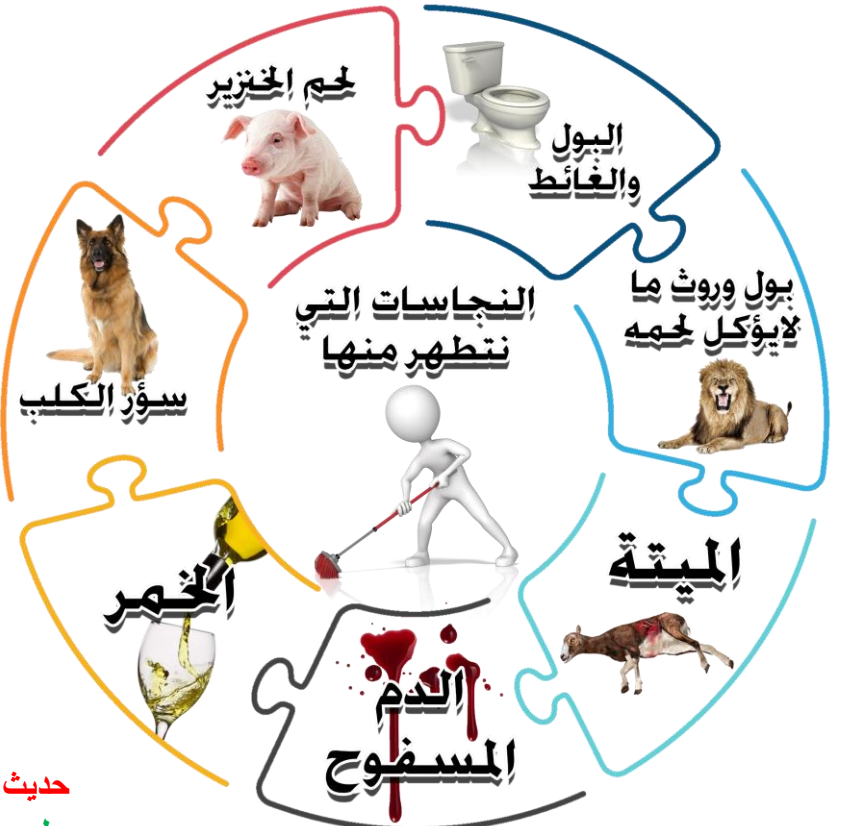 النجاسات التي
نتطهر منها
البول
والغائط
بول وروث ما
لايؤكل لحمه
الميتة
الدم
المسفوح
الخمر
سؤر الكلب
لحم الخنزير
حديث